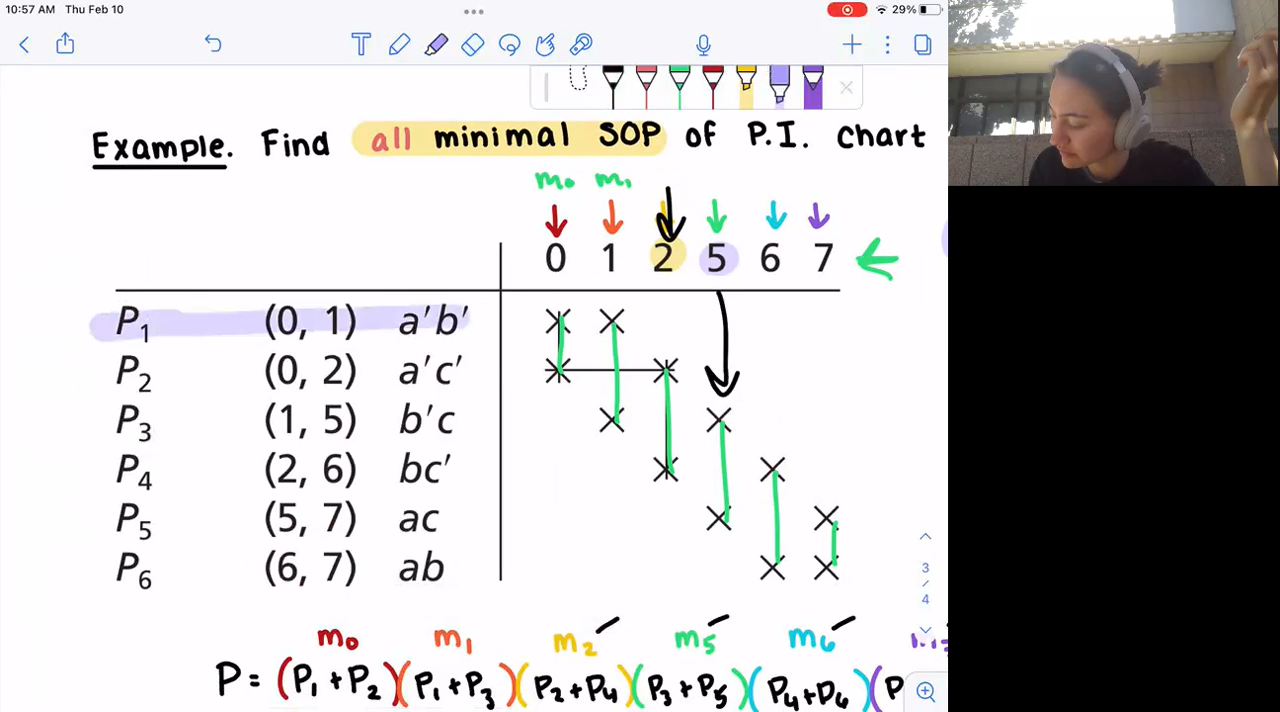 10:57 AM Thu Feb 10
29%
Example. Find all minimal SOP of P.I. chart
m₀ m₁
0 1 2 5 6 7
P₁ (0, 1) a′b′
P₂ (0, 2) a′c′
P₃ (1, 5) b′c
P₄ (2, 6) bc′
P₅ (5, 7) ac
P₆ (6, 7) ab
3
/
4
m₀ m₁ m₂ m₅ m₆
P = (P₁ + P₂)(P₁ + P₃)(P₂ + P₄)(P₃ + P₅)(P₄ + P₆)(P